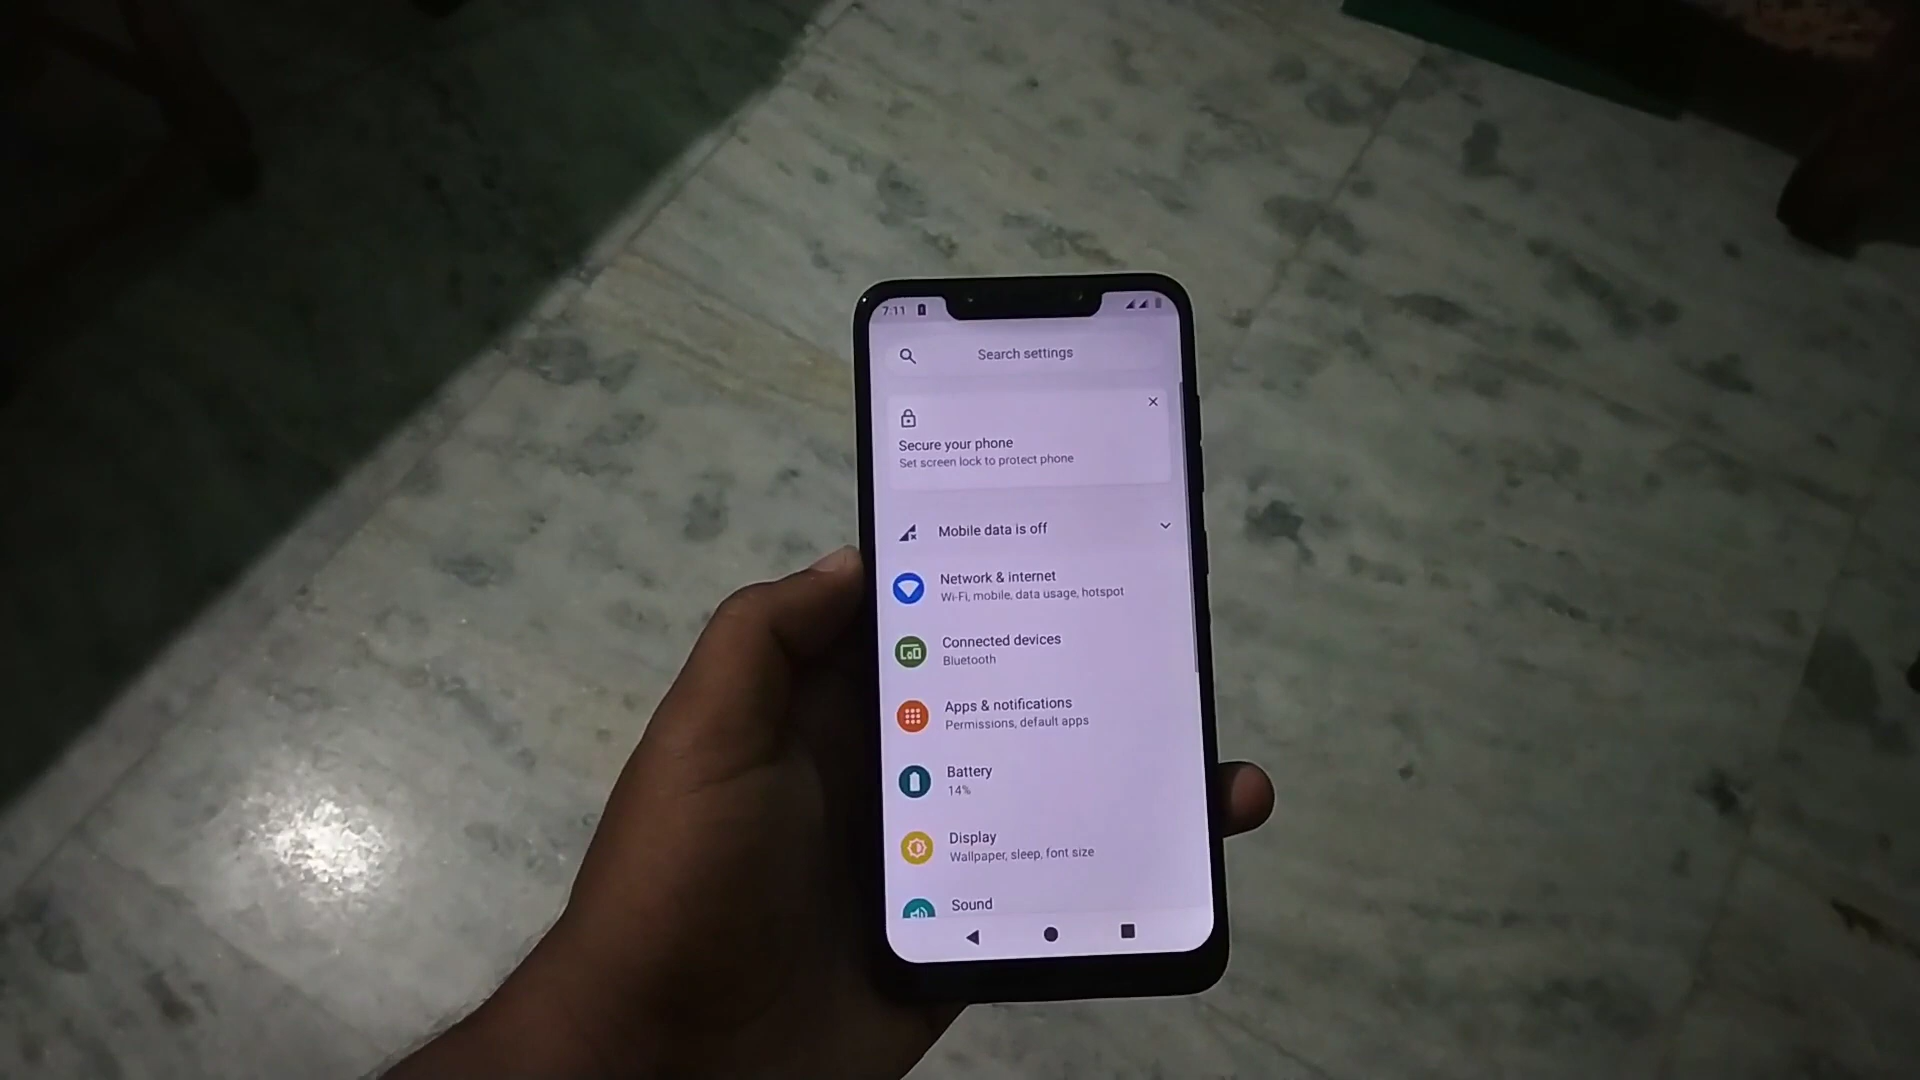 7:11
Search settings
Secure your phone
Set screen lock to protect phone
Mobile data is off
Network & internet
Wi-Fi, mobile, data usage, hotspot
Connected devices
Bluetooth
Apps & notifications
Permissions, default apps
Battery
14%
Display
Wallpaper, sleep, font size
Sound